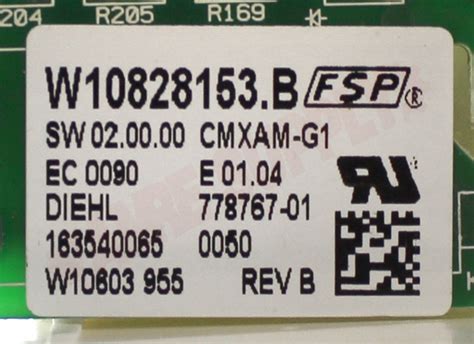 204 R205 R169
W10828153.B FSP®
SW 02.00.00 CMXAM-G1
EC 0090 E 01.04
DIEHL 778767-01
163540065 0050
W10603 955 REV B